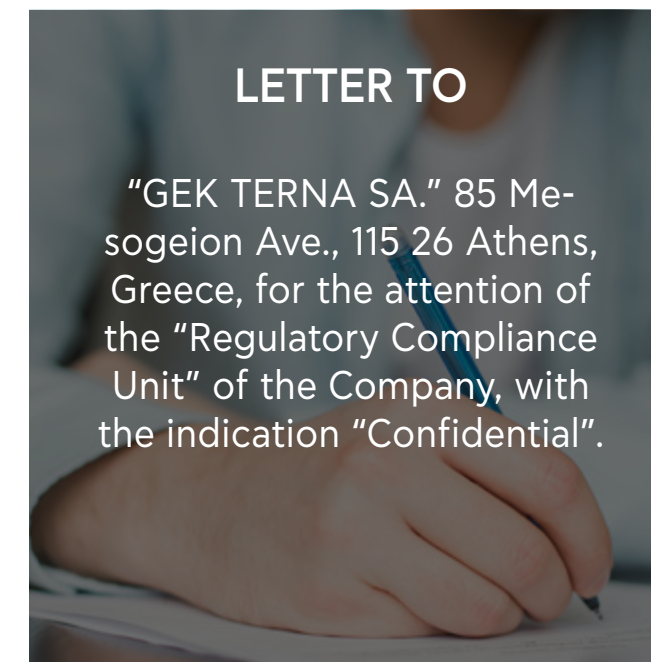 LETTER TO
“GEK TERNA SA.” 85 Me-
sogeion Ave., 115 26 Athens,
Greece, for the attention of
the “Regulatory Compliance
Unit” of the Company, with
the indication “Confidential”.